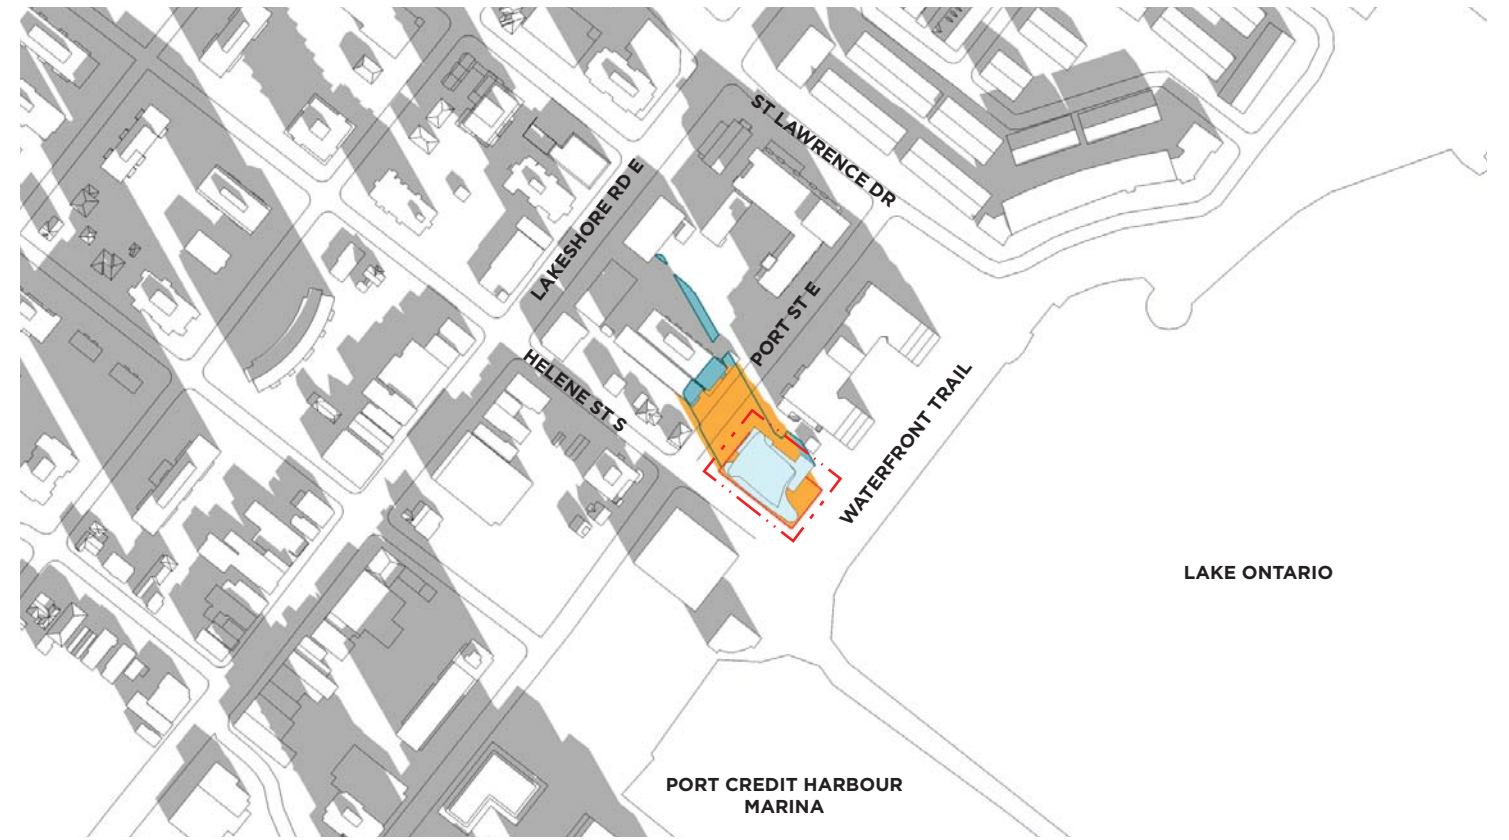 ST LAWRENCE DR
LAKESHORE RD E
PORT ST E
HELENE ST S
WATERFRONT TRAIL
LAKE ONTARIO
PORT CREDIT HARBOUR
MARINA